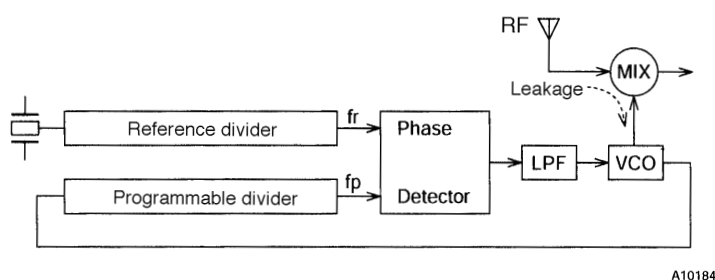 RF
MIX
Leakage
Reference divider
fr
Phase
Detector
LPF
VCO
Programmable divider
fp
A10184